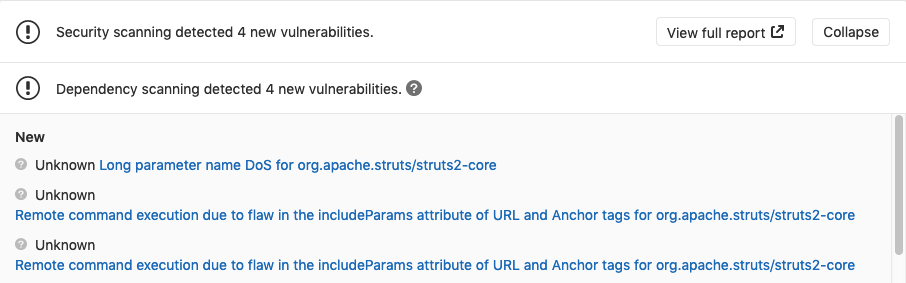 Security scanning detected 4 new vulnerabilities.
View full report
Collapse
Dependency scanning detected 4 new vulnerabilities.
New
Unknown Long parameter name DoS for org.apache.struts/struts2-core
Unknown
Remote command execution due to flaw in the includeParams attribute of URL and Anchor tags for org.apache.struts/struts2-core
Unknown
Remote command execution due to flaw in the includeParams attribute of URL and Anchor tags for org.apache.struts/struts2-core